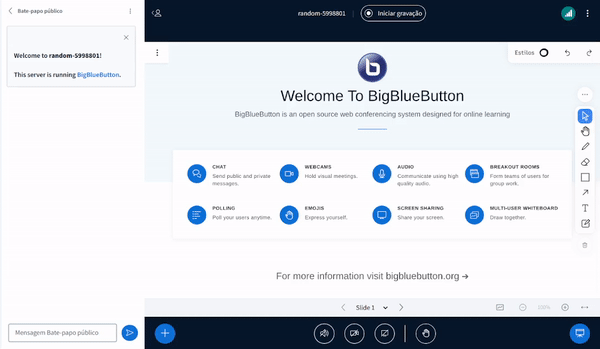 Bate-papo público
Welcome to random-5998801!
This server is running BigBlueButton.
Mensagem Bate-papo público
random-5998801
Iniciar gravação
Estilos
b
Welcome To BigBlueButton
BigBlueButton is an open source web conferencing system designed for online learning
CHAT
Send public and private
messages.
WEBCAMS
Hold visual meetings.
AUDIO
Communicate using high
quality audio.
BREAKOUT ROOMS
Form teams of users for
group work.
POLLING
Poll your users anytime.
EMOJIS
Express yourself.
SCREEN SHARING
Share your screen.
MULTI-USER WHITEBOARD
Draw together.
For more information visit bigbluebutton.org →
Slide 1
100%